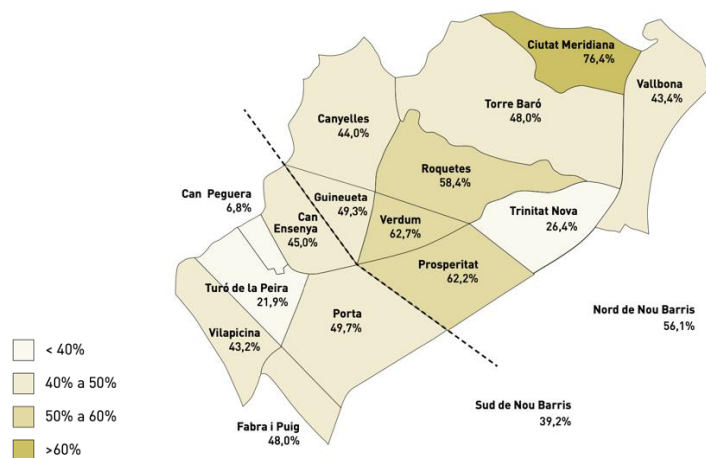 Ciutat Meridiana
76,4%
Vallbona
43,4%
Torre Baró
48,0%
Canyelles
44,0%
Roquetes
58,4%
Can Peguera
6,8%
Guineueta
49,3%
Can
Ensenya
45,0%
Verdum
62,7%
Trinitat Nova
26,4%
Prosperitat
62,2%
Turó de la Peira
21,9%
Porta
49,7%
Nord de Nou Barris
56,1%
Vilapicina
43,2%
< 40%
40% a 50%
50% a 60%
>60%
Sud de Nou Barris
39,2%
Fabra i Puig
48,0%